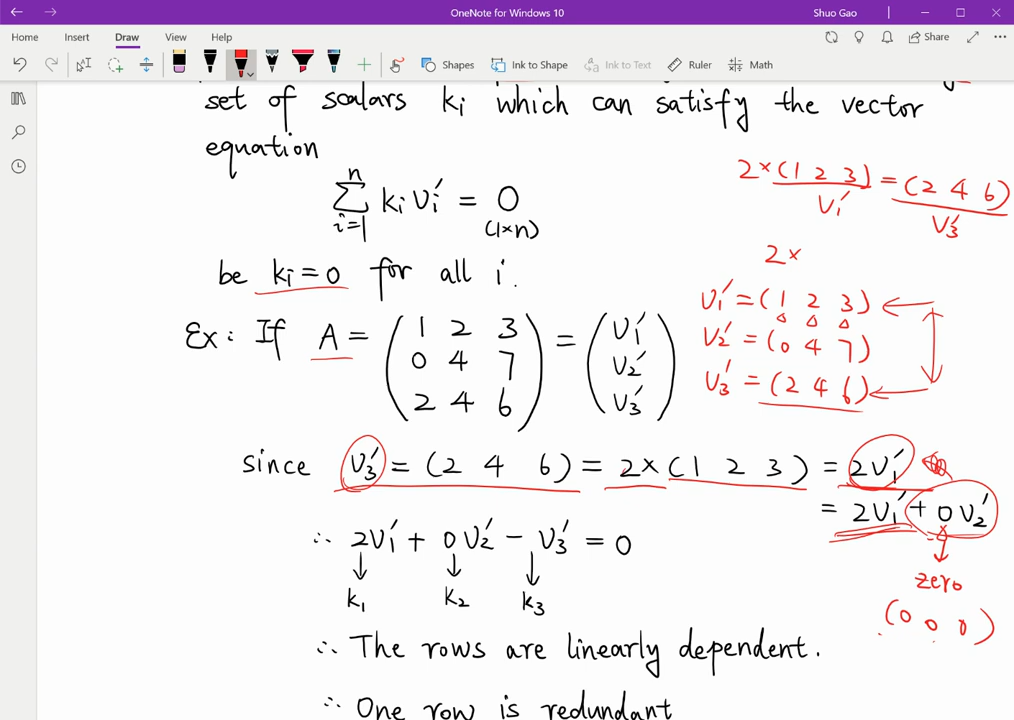 OneNote for Windows 10
Shuo Gao
Home Insert Draw View Help
Share
Shapes Ink to Shape Ink to Text Ruler Math
set of scalars ki which can satisfy the vector
equation
n
∑ ki vi' = 0
i=1 (1×n)
2×(1 2 3) = (2 4 6)
v1' v3'
be ki = 0 for all i.
2×
v1' = (1 2 3)
v2' = (0 4 7)
v3' = (2 4 6)
Ex: If A = (1 2 3 = (v1'
0 4 7 v2'
2 4 6) v3')
since v3' = (2 4 6) = 2×(1 2 3) = 2v1'
= 2v1' + 0v2'
∴ 2v1' + 0v2' − v3' = 0
k1 k2 k3
zero
(0 0 0)
∴ The rows are linearly dependent.
∴ One row is redundant